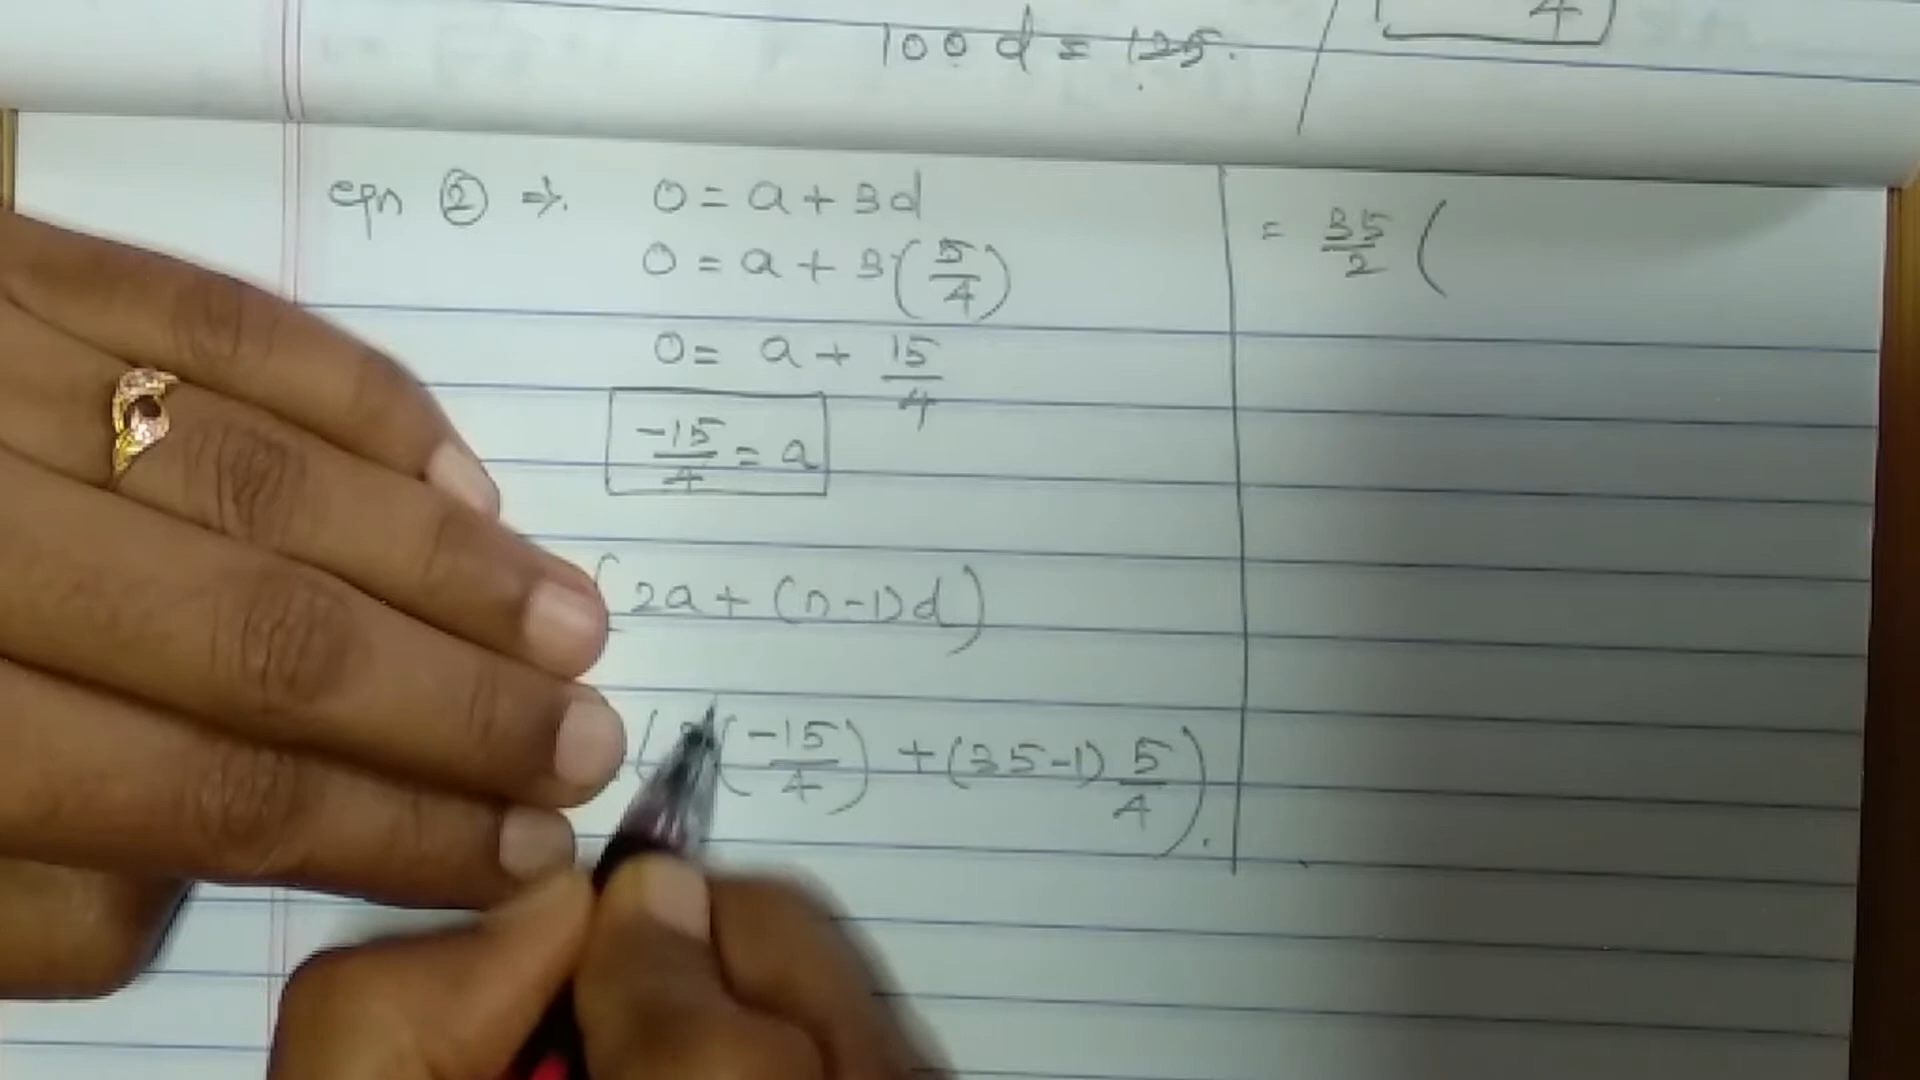 100 d = 125.
4
eqn ② ⇒. 0 = a + 3d
0 = a + 3(5/4)
0 = a + 15/4
-15/4 = a
(2a + (n-1)d)
( (-15/4) + (35-1) 5/4).
= 35/2 (